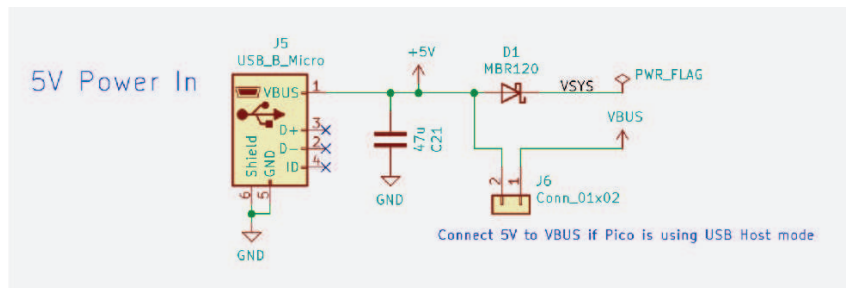 J5
USB_B_Micro
5V Power In
VBUS
1
D+
3
D-
2
ID
4
Shield
GND
6
5
GND
+5V
47u
C21
GND
D1
MBR120
VSYS
PWR_FLAG
VBUS
2
1
J6
Conn_01x02
Connect 5V to VBUS if Pico is using USB Host mode